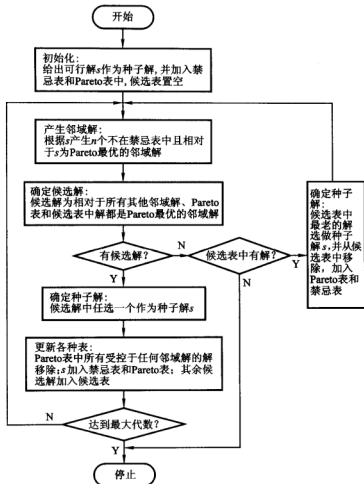 开始
初始化:
给出可行解s作为种子解,并加入禁
忌表和Pareto表中,候选表置空
产生邻域解:
根据s产生n个不在禁忌表中且相对
于s为Pareto最优的邻域解
确定候选解:
候选解为相对于所有其他邻域解、Pareto
表和候选表中解都是Pareto最优的邻域解
有候选解?
N
候选表中有解?
Y
确定种子
解:
候选表中
最老的解
选做种子
解s,并从候
选表中移
除,加入
Pareto表和
禁忌表
Y
N
确定种子解:
候选解中任选一个作为种子解s
更新各种表:
Pareto表中所有受控于任何邻域解的解
移除;s加入禁忌表和Pareto表;其余候
选解加入候选表
N
达到最大代数?
Y
停止